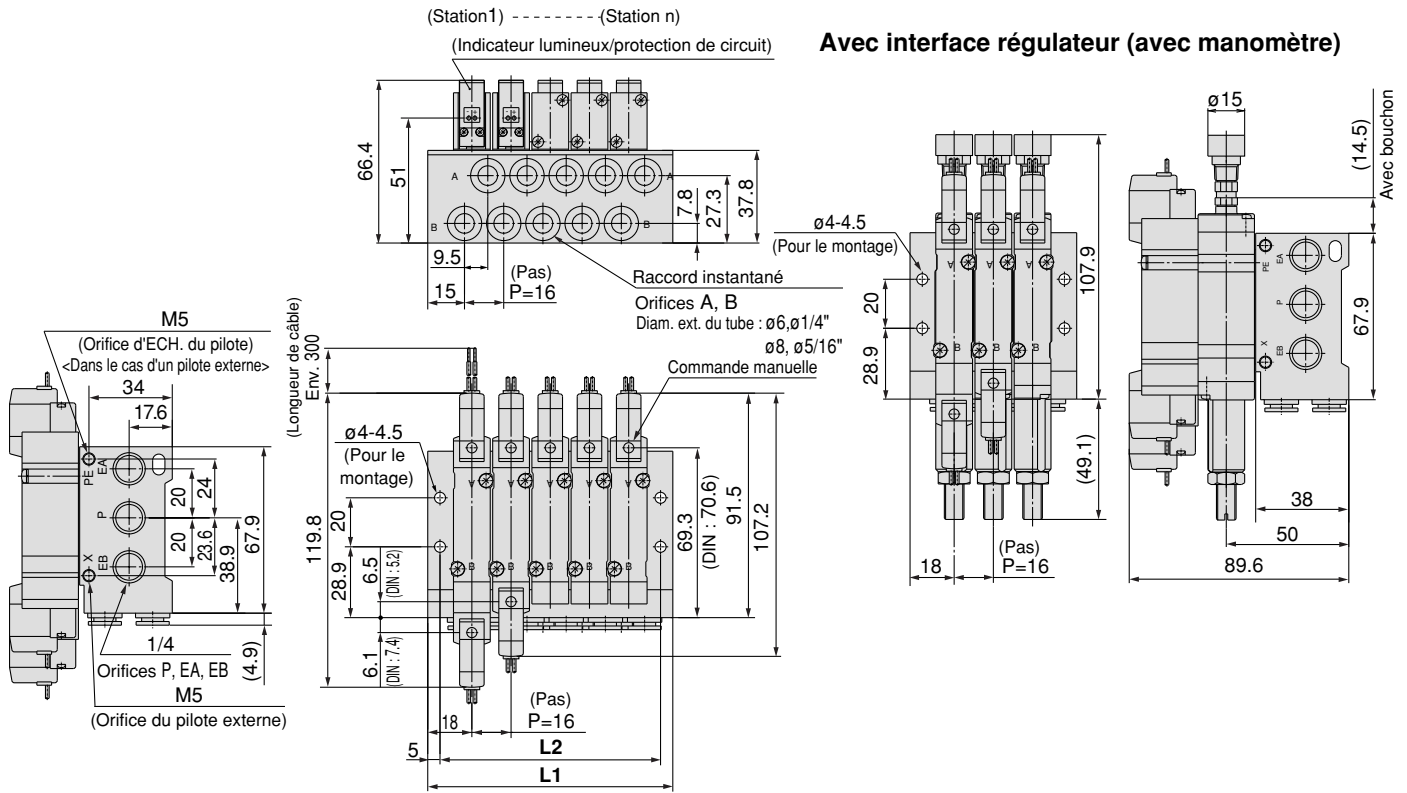 (Station1) ---------(Station n)
(Indicateur lumineux/protection de circuit)
Avec interface régulateur (avec manomètre)
66.4
51
A
A
B
B
7.8
27.3
37.8
9.5
15
(Pas)
P=16
Raccord instantané
Orifices A, B
Diam. ext. du tube : ø6,ø1/4"
ø8, ø5/16"
Commande manuelle
M5
(Orifice d'ECH. du pilote)
<Dans le cas d'un pilote externe>
34
17.6
PE
EA
P
X
EB
20
24
20
23.6
38.9
67.9
(4.9)
1/4
Orifices P, EA, EB
M5
(Orifice du pilote externe)
(Longueur de câble)
Env. 300
ø4-4.5
(Pour le
montage)
119.8
20
28.9
6.5
(DIN : 5.2)
6.1
(DIN : 7.4)
A
A
A
A
A
B
B
B
B
B
69.3
(DIN : 70.6)
91.5
107.2
18
(Pas)
P=16
5
L2
L1
ø4-4.5
(Pour le montage)
20
28.9
A
A
A
B
B
B
107.9
(49.1)
18
(Pas)
P=16
ø15
(14.5)
Avec bouchon
PE
EA
P
X
EB
67.9
38
50
89.6